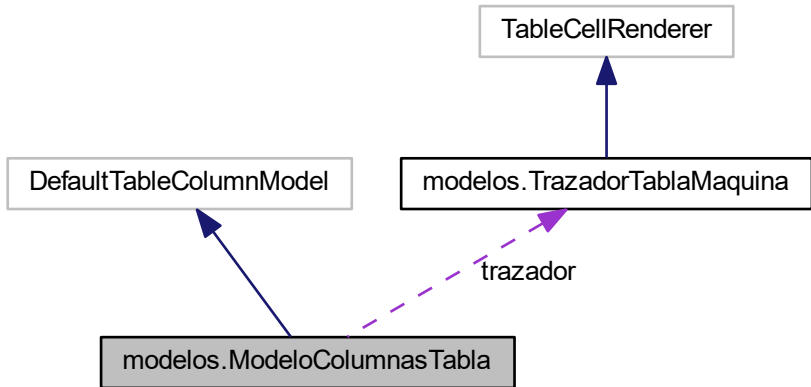 TableCellRenderer
DefaultTableColumnModel
modelos.TrazadorTablaMaquina
trazador
modelos.ModeloColumnasTabla